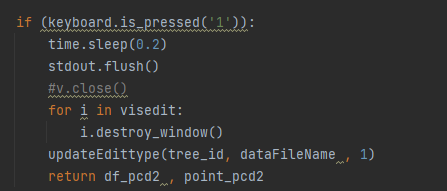 if (keyboard.is_pressed('1')):
    time.sleep(0.2)
    stdout.flush()
    #v.close()
    for i in visedit:
        i.destroy_window()
    updateEdittype(tree_id, dataFileName , 1)
    return df_pcd2 , point_pcd2